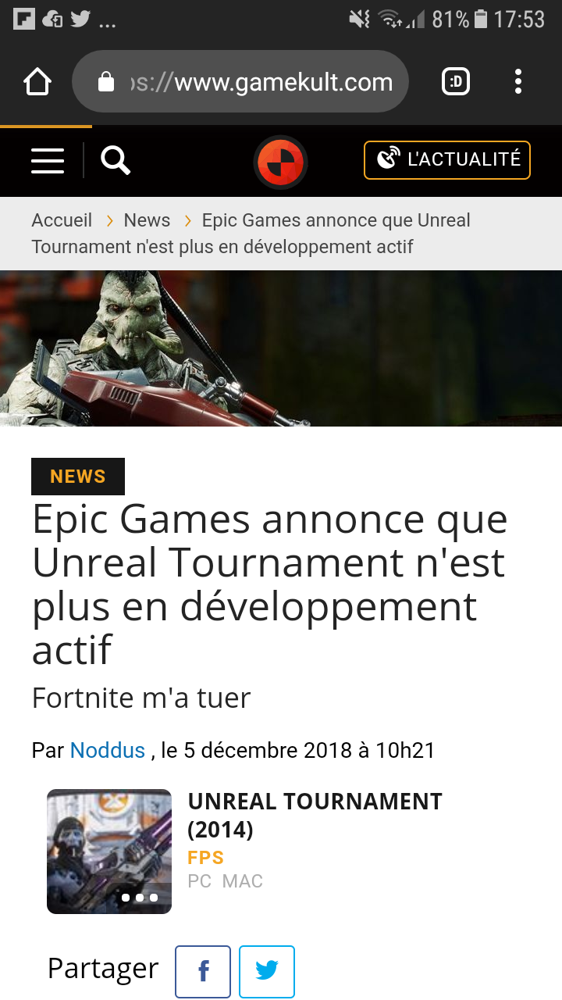 ... 81% 17:53
ps://www.gamekult.com :D
L'ACTUALITÉ
Accueil > News > Epic Games annonce que Unreal
Tournament n'est plus en développement actif
NEWS
Epic Games annonce que
Unreal Tournament n'est
plus en développement
actif
Fortnite m'a tuer
Par Noddus , le 5 décembre 2018 à 10h21
UNREAL TOURNAMENT
(2014)
FPS
PC MAC
Partager